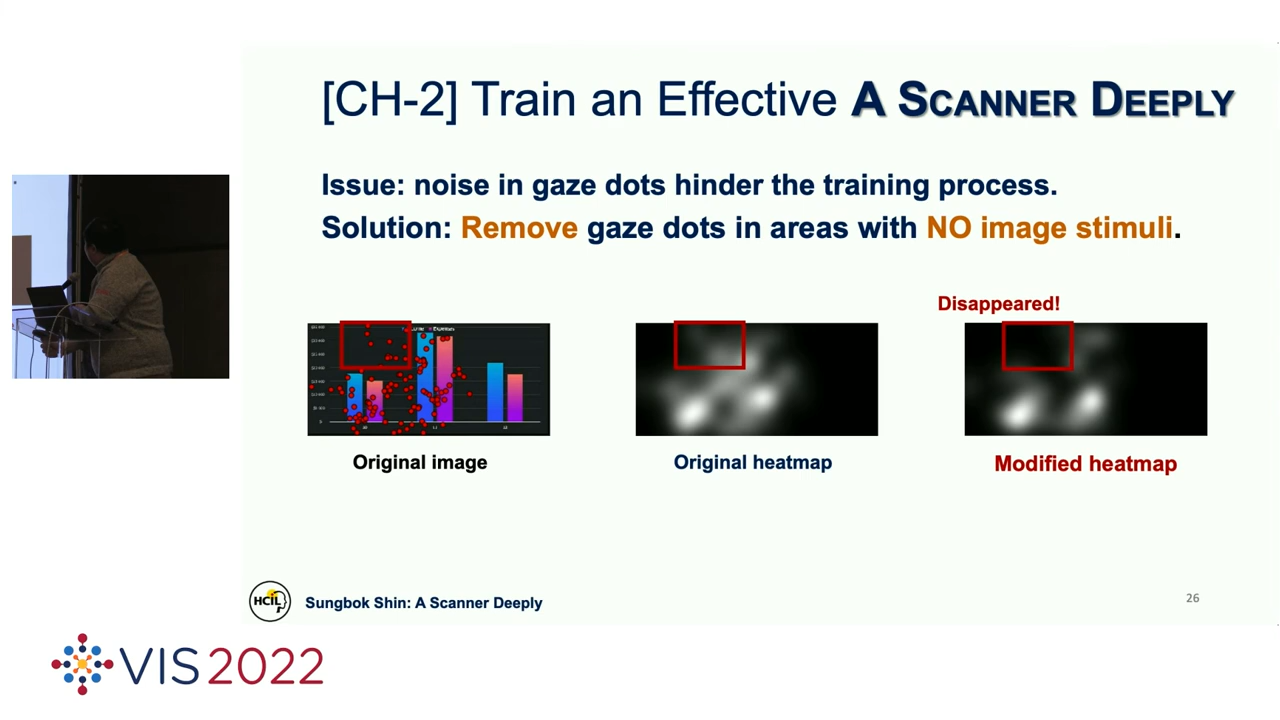 [CH-2] Train an Effective A SCANNER DEEPLY
Issue: noise in gaze dots hinder the training process.
Solution: Remove gaze dots in areas with NO image stimuli.
Disappeared!
Original image
Original heatmap
Modified heatmap
HCIL
Sungbok Shin: A Scanner Deeply
26
VIS2022